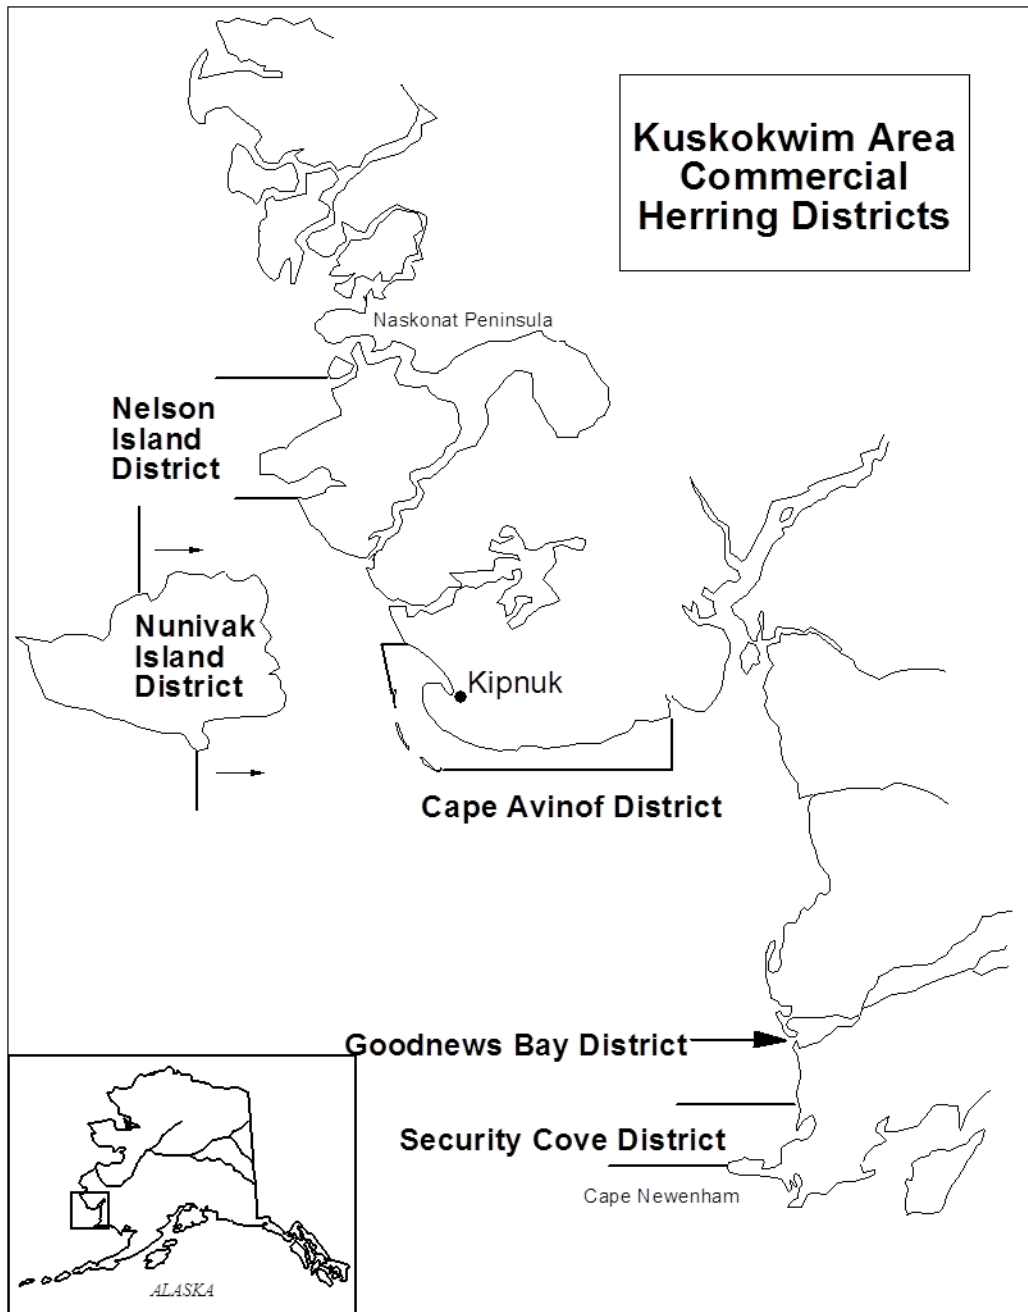 Kuskokwim Area
Commercial
Herring Districts
Naskonat Peninsula
Nelson
Island
District
Nunivak
Island
District
Kipnuk
Cape Avinof District
Goodnews Bay District
Security Cove District
Cape Newenham
ALASKA